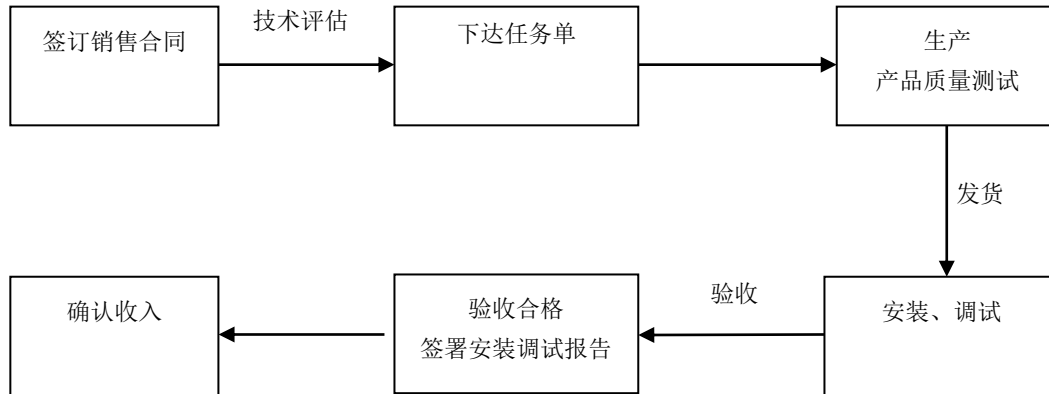 签订销售合同
技术评估
下达任务单
生产
产品质量测试
发货
安装、调试
验收
验收合格
签署安装调试报告
确认收入